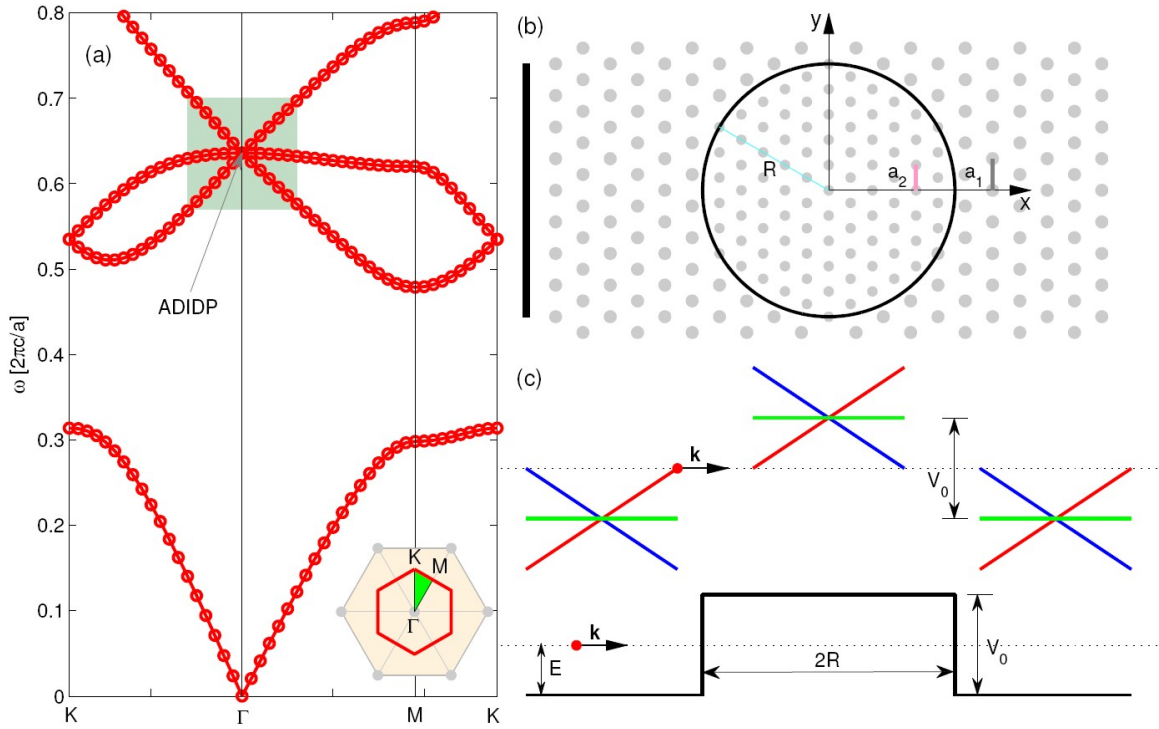 (a)
0.8
0.7
0.6
0.5
0.4
0.3
0.2
0.1
0
ω [2πc/a]
ADIDP
K
M
Γ
K
Γ
M
K
(b)
y
R
a₂
a₁
x
(c)
k
V₀
k
E
2R
V₀